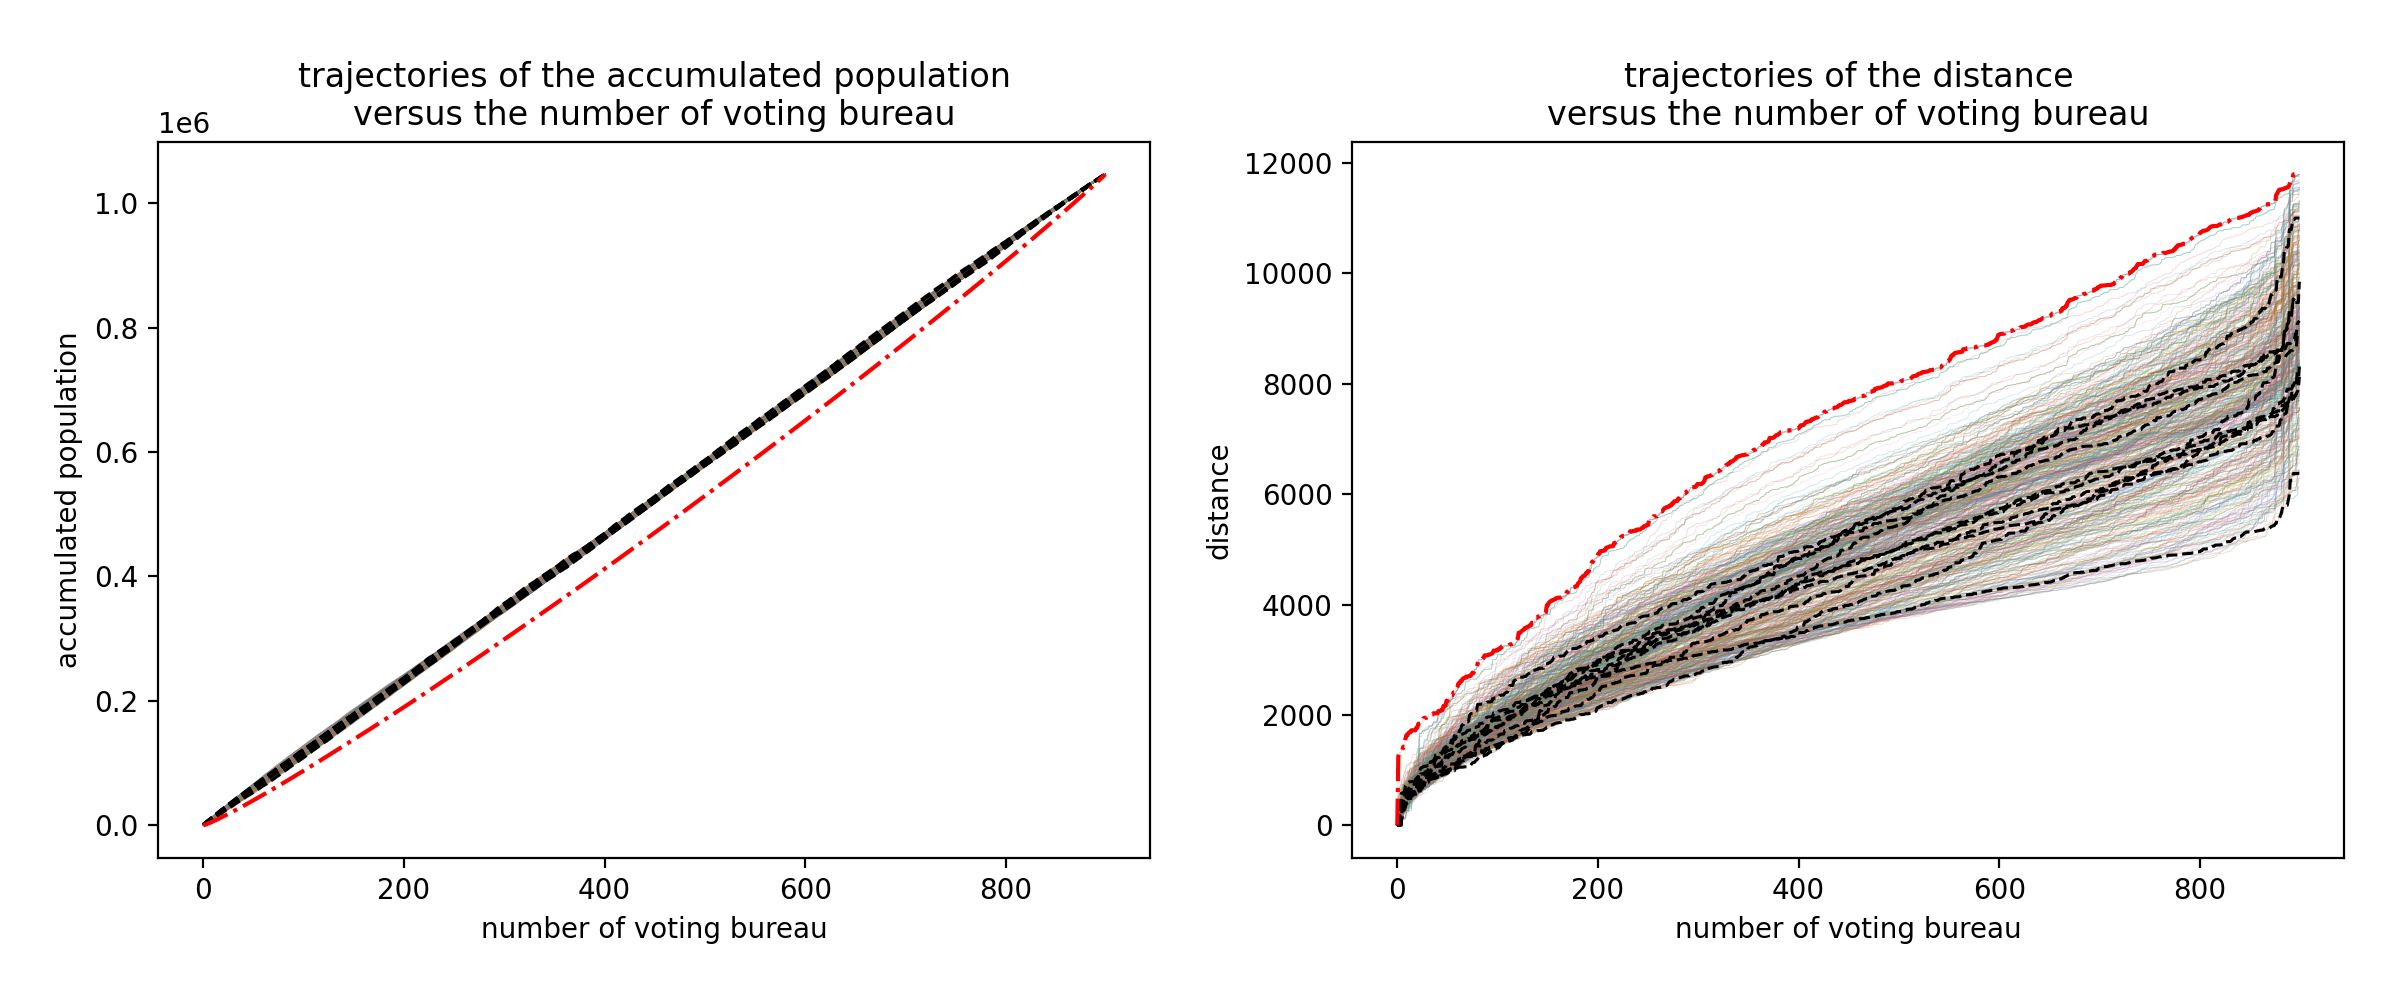 trajectories of the accumulated population
versus the number of voting bureau
1e6
1.0
0.8
0.6
0.4
0.2
0.0
accumulated population
0 200 400 600 800
number of voting bureau
trajectories of the distance
versus the number of voting bureau
12000
10000
8000
6000
4000
2000
0
distance
0 200 400 600 800
number of voting bureau